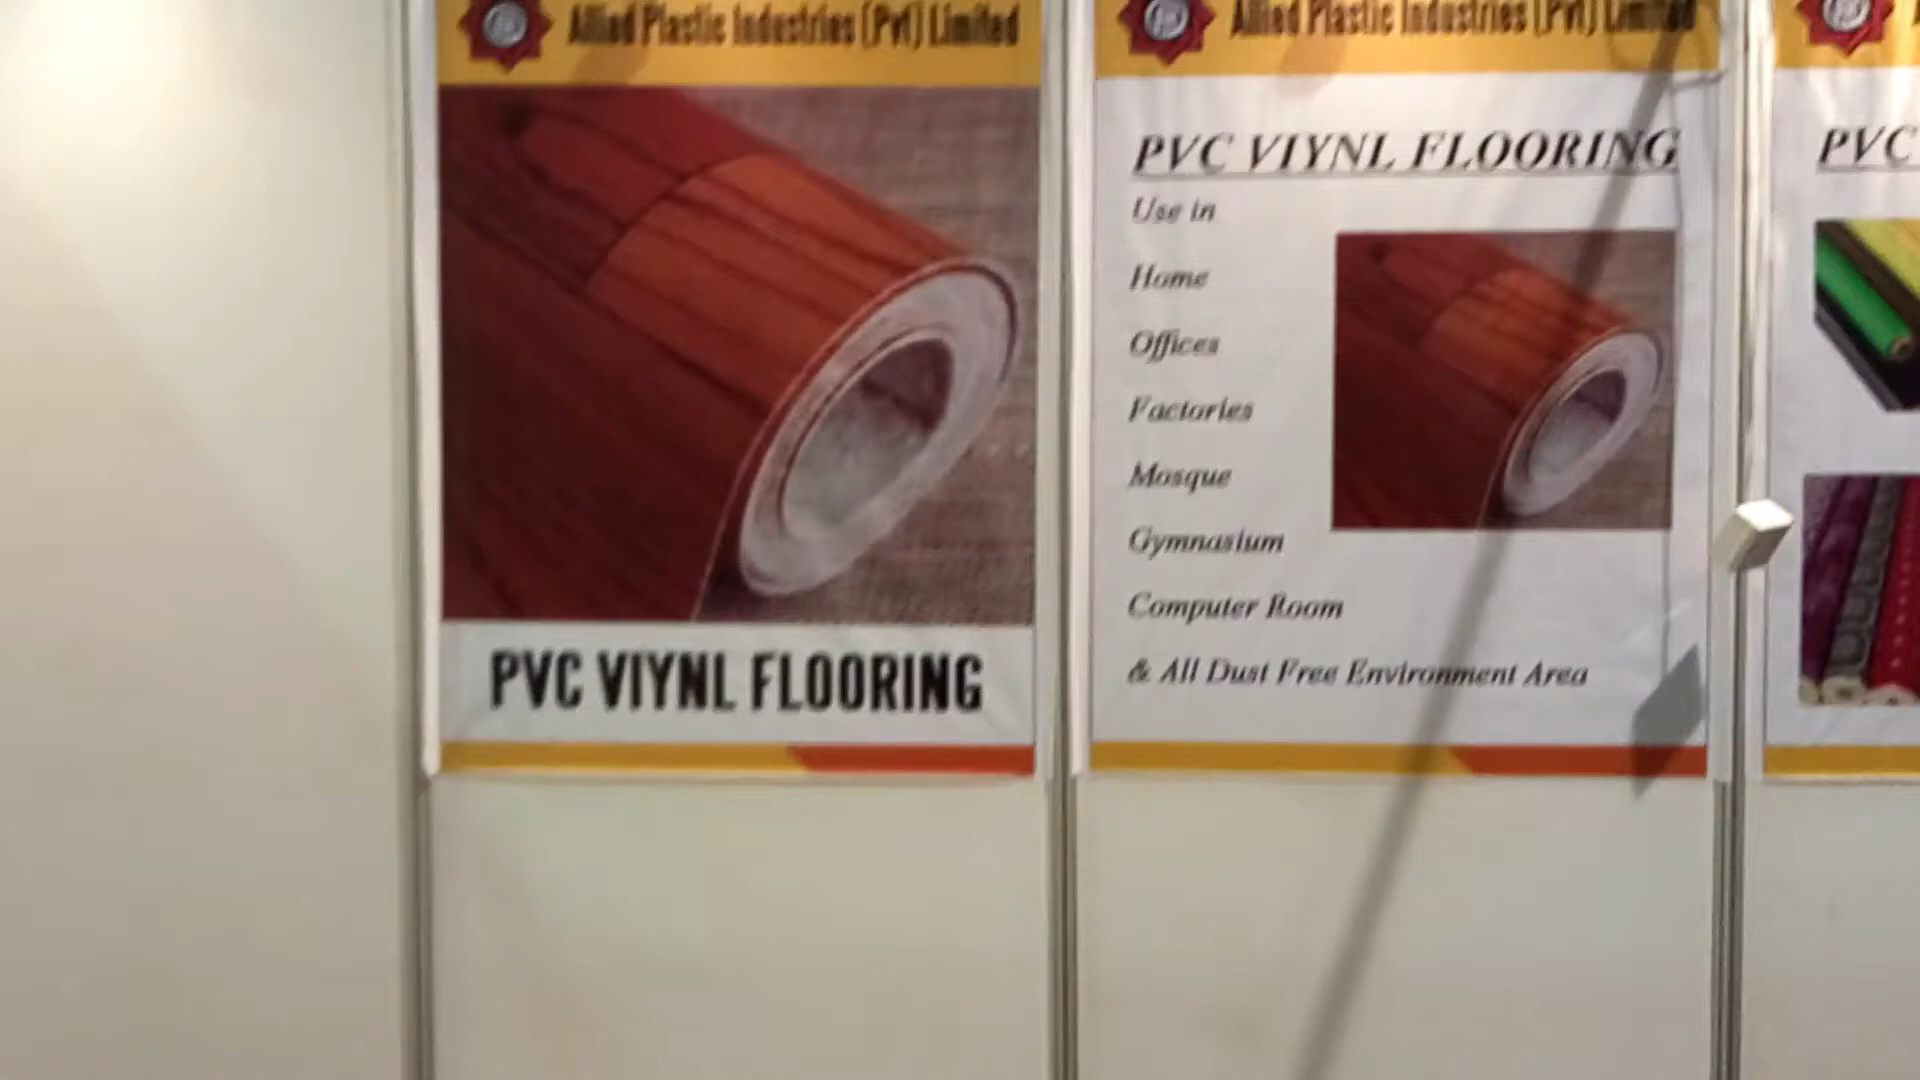 Allied Plastic Industries (Pvt) Limited
PVC VIYNL FLOORING
Allied Plastic Industries (Pvt) Limited
PVC VIYNL FLOORING
Use in
Home
Offices
Factories
Mosque
Gymnasium
Computer Room
& All Dust Free Environment Area
PVC